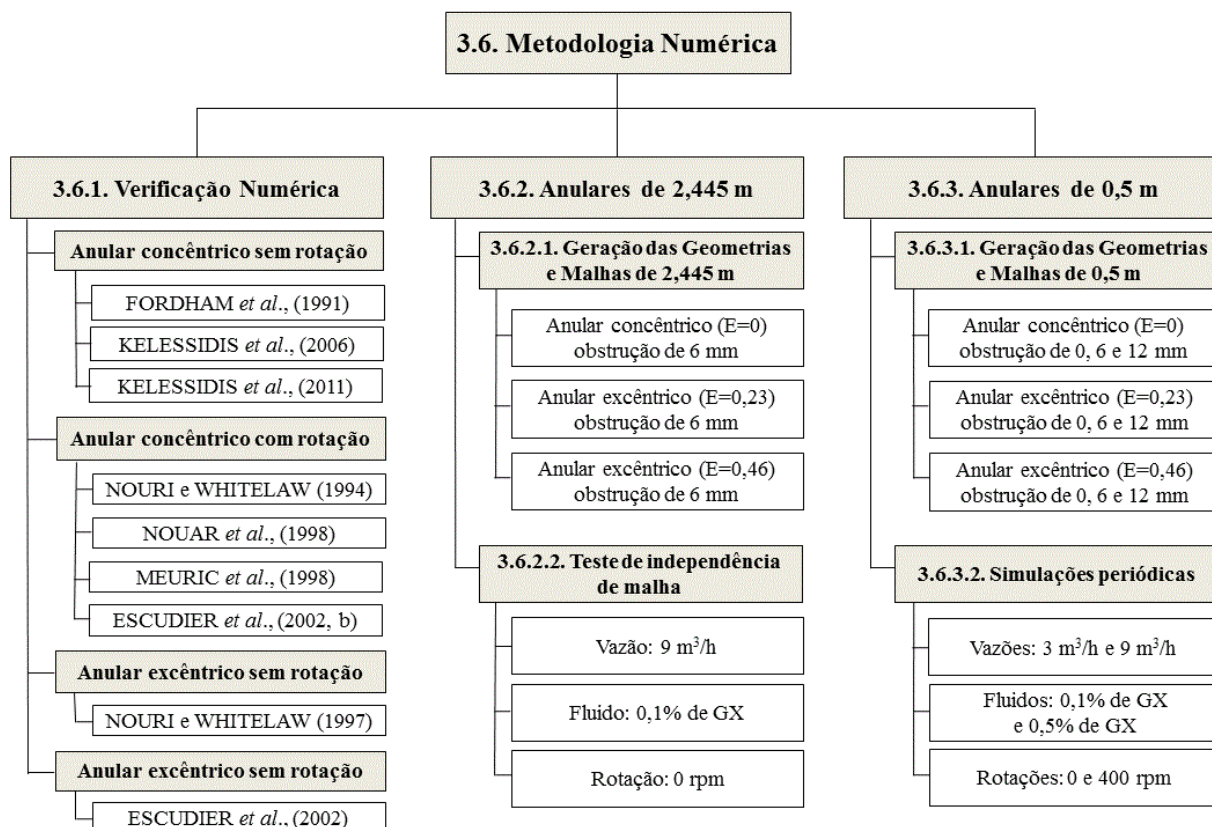 3.6. Metodologia Numérica
3.6.1. Verificação Numérica
Anular concêntrico sem rotação
FORDHAM et al., (1991)
KELESSIDIS et al., (2006)
KELESSIDIS et al., (2011)
Anular concêntrico com rotação
NOURI e WHITELAW (1994)
NOUAR et al., (1998)
MEURIC et al., (1998)
ESCUDIER et al., (2002, b)
Anular excêntrico sem rotação
NOURI e WHITELAW (1997)
Anular excêntrico sem rotação
ESCUDIER et al., (2002)
3.6.2. Anulares de 2,445 m
3.6.2.1. Geração das Geometrias
e Malhas de 2,445 m
Anular concêntrico (E=0)
obstrução de 6 mm
Anular excêntrico (E=0,23)
obstrução de 6 mm
Anular excêntrico (E=0,46)
obstrução de 6 mm
3.6.2.2. Teste de independência
de malha
Vazão: 9 m³/h
Fluido: 0,1% de GX
Rotação: 0 rpm
3.6.3. Anulares de 0,5 m
3.6.3.1. Geração das Geometrias
e Malhas de 0,5 m
Anular concêntrico (E=0)
obstrução de 0, 6 e 12 mm
Anular excêntrico (E=0,23)
obstrução de 0, 6 e 12 mm
Anular excêntrico (E=0,46)
obstrução de 0, 6 e 12 mm
3.6.3.2. Simulações periódicas
Vazões: 3 m³/h e 9 m³/h
Fluidos: 0,1% de GX
e 0,5% de GX
Rotações: 0 e 400 rpm